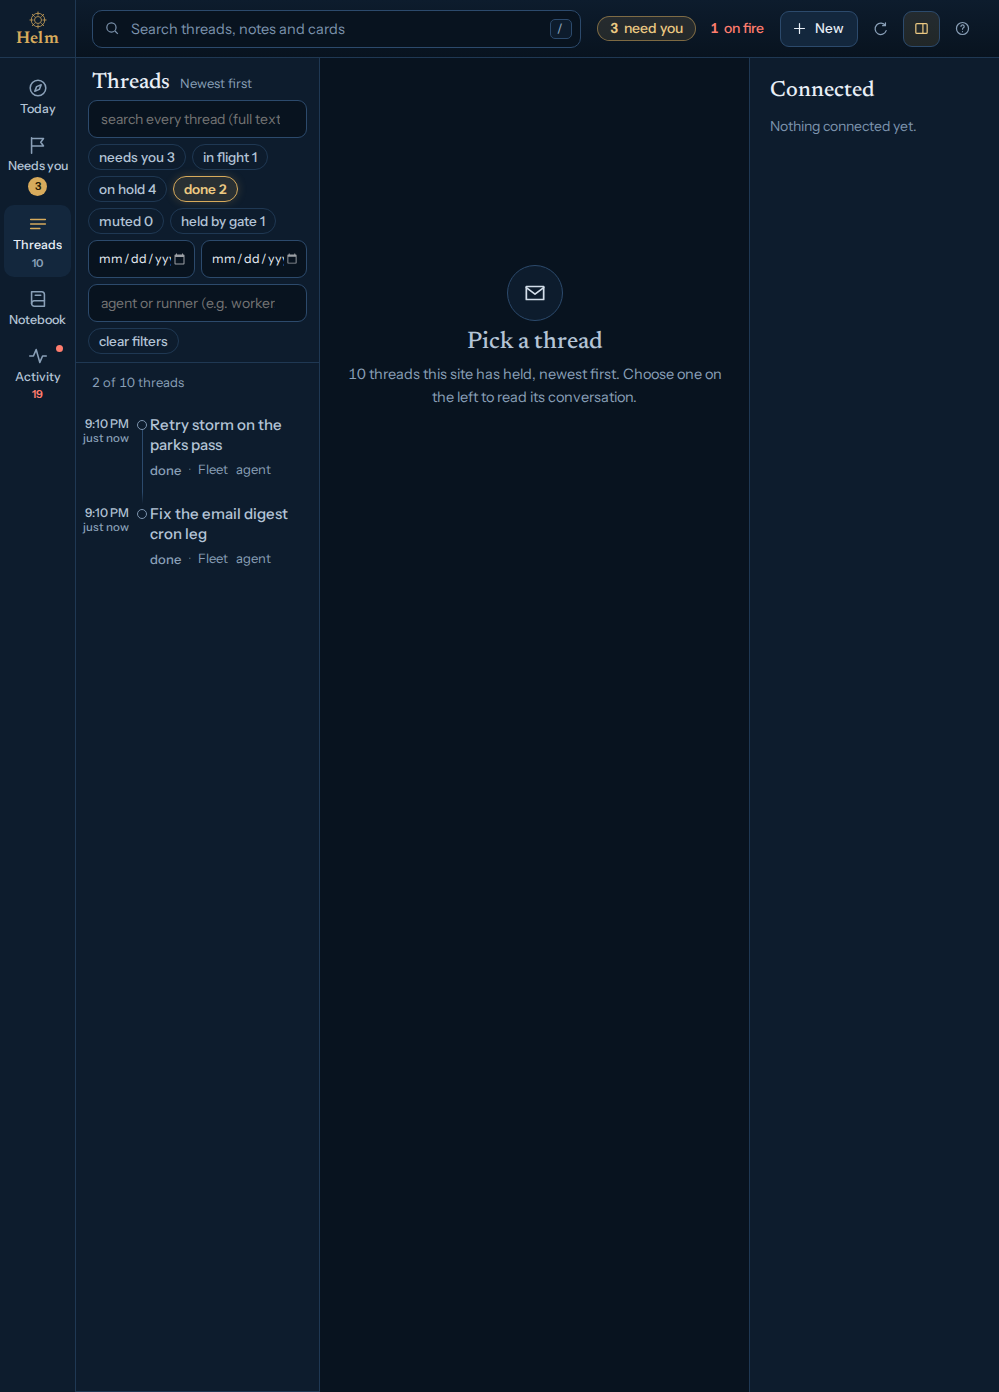 Helm
Search threads, notes and cards
/
3 need you
1 on fire
New
Today
Needs you
3
Threads
10
Notebook
Activity
19
Threads Newest first
search every thread (full text
needs you 3
in flight 1
on hold 4
done 2
muted 0
held by gate 1
mm/dd/yy
mm/dd/yy
agent or runner (e.g. worker
clear filters
2 of 10 threads
9:10 PM
just now
Retry storm on the
parks pass
done · Fleet agent
9:10 PM
just now
Fix the email digest
cron leg
done · Fleet agent
Pick a thread
10 threads this site has held, newest first. Choose one on
the left to read its conversation.
Connected
Nothing connected yet.